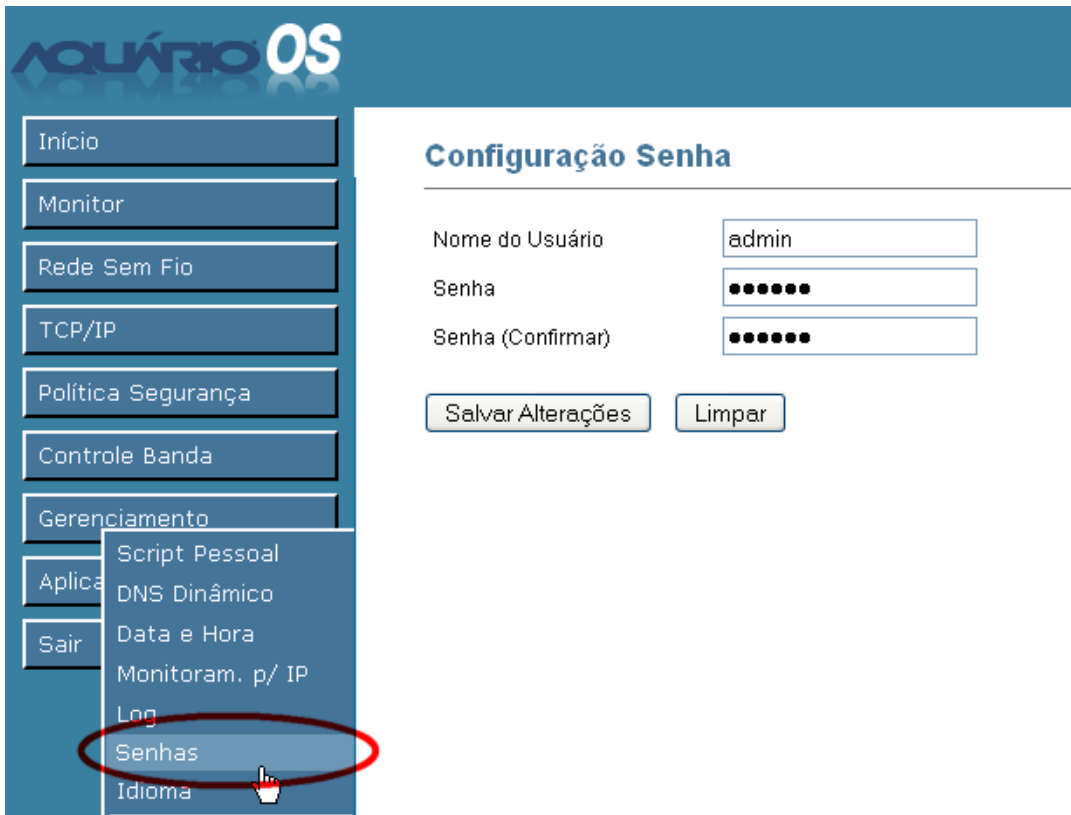 AQUÁRIO OS
Início
Monitor
Rede Sem Fio
TCP/IP
Política Segurança
Controle Banda
Gerenciamento
Aplica
Sair
Script Pessoal
DNS Dinâmico
Data e Hora
Monitoram. p/ IP
Log
Senhas
Idioma
Configuração Senha
Nome do Usuário admin
Senha ••••••
Senha (Confirmar) ••••••
Salvar Alterações Limpar